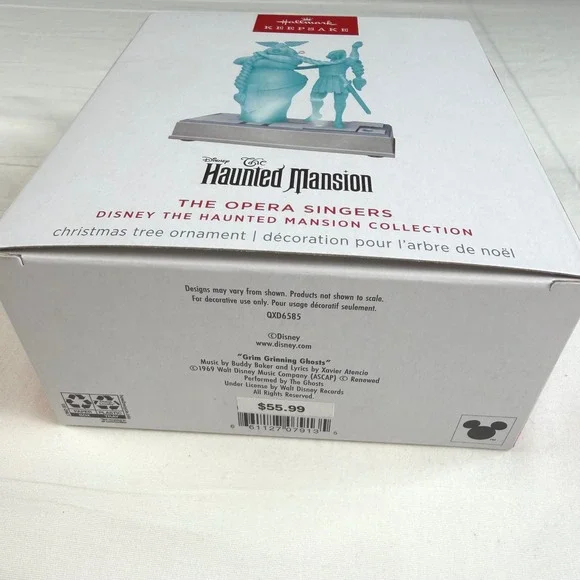 Hallmark
KEEPSAKE
Disney The
Haunted Mansion
THE OPERA SINGERS
DISNEY THE HAUNTED MANSION COLLECTION
christmas tree ornament | décoration pour l'arbre de noël
Designs may vary from shown. Products not shown to scale.
For decorative use only. Pour usage décoratif seulement.
QXD6585
©Disney
www.disney.com
"Grim Grinning Ghosts"
Music by Buddy Baker and Lyrics by Xavier Atencio
©1969 Walt Disney Music Company (ASCAP) © Renewed
Performed by The Ghosts
Under License by Walt Disney Records
All Rights Reserved.
$55.99
61127 07913